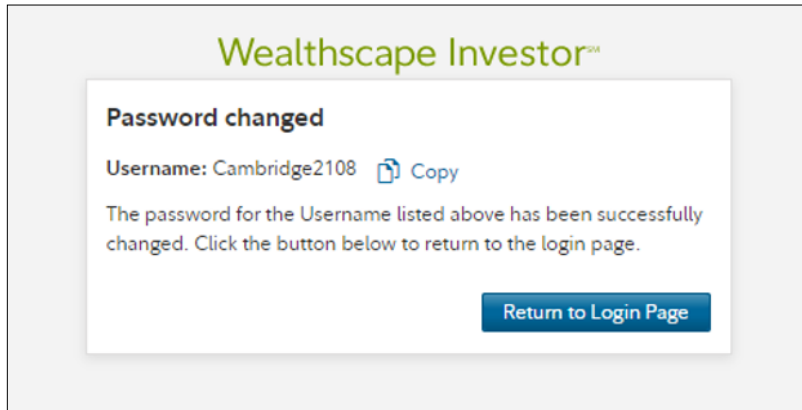 Wealthscape Investor℠
Password changed
Username: Cambridge2108 Copy
The password for the Username listed above has been successfully
changed. Click the button below to return to the login page.
Return to Login Page